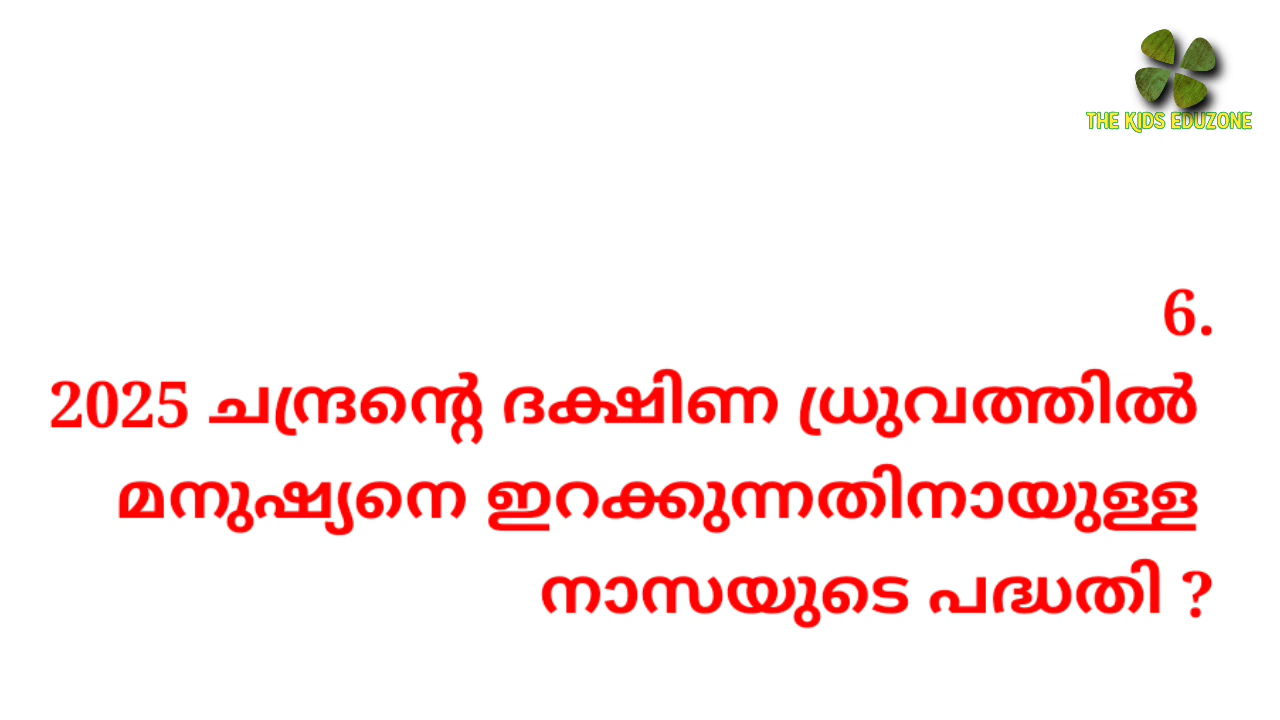 THE KIDS EDUZONE
6.
2025 ചന്ദ്രന്റെ ദക്ഷിണ ധ്രുവത്തിൽ
മനുഷ്യനെ ഇറക്കുന്നതിനായുള്ള
നാസയുടെ പദ്ധതി ?